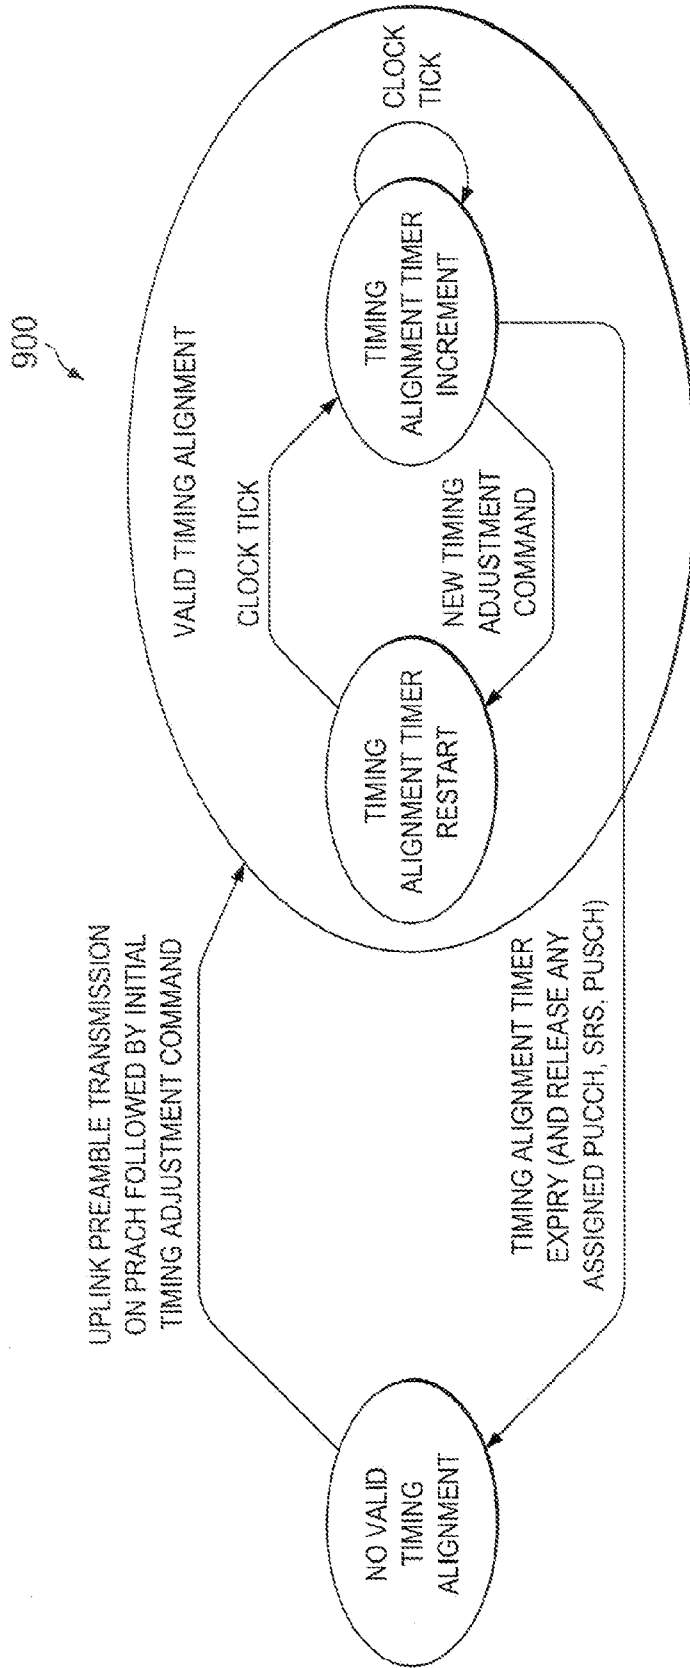 900
UPLINK PREAMBLE TRANSMISSION
ON PRACH FOLLOWED BY INITIAL
TIMING ADJUSTMENT COMMAND
VALID TIMING ALIGNMENT
CLOCK TICK
NO VALID
TIMING
ALIGNMENT
TIMING
ALIGNMENT TIMER
RESTART
TIMING
ALIGNMENT TIMER
INCREMENT
CLOCK
TICK
NEW TIMING
ADJUSTMENT
COMMAND
TIMING ALIGNMENT TIMER
EXPIRY (AND RELEASE ANY
ASSIGNED PUCCH, SRS, PUSCH)